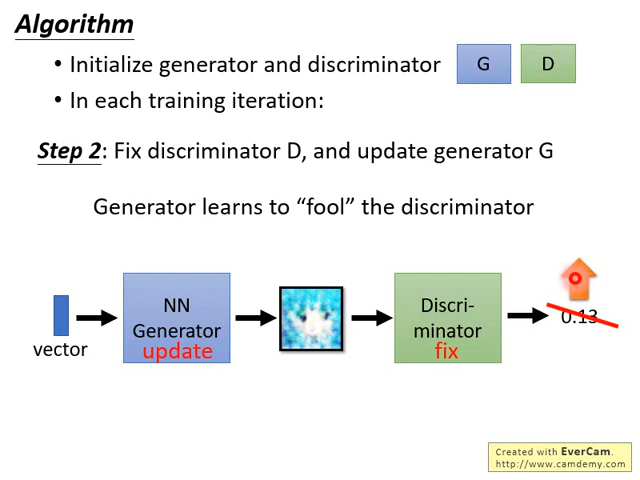 Algorithm
• Initialize generator and discriminator G D
• In each training iteration:
Step 2: Fix discriminator D, and update generator G
Generator learns to “fool” the discriminator
vector
NN
Generator
update
Discri-
minator
fix
0.13
Created with EverCam.
http://www.camdemy.com